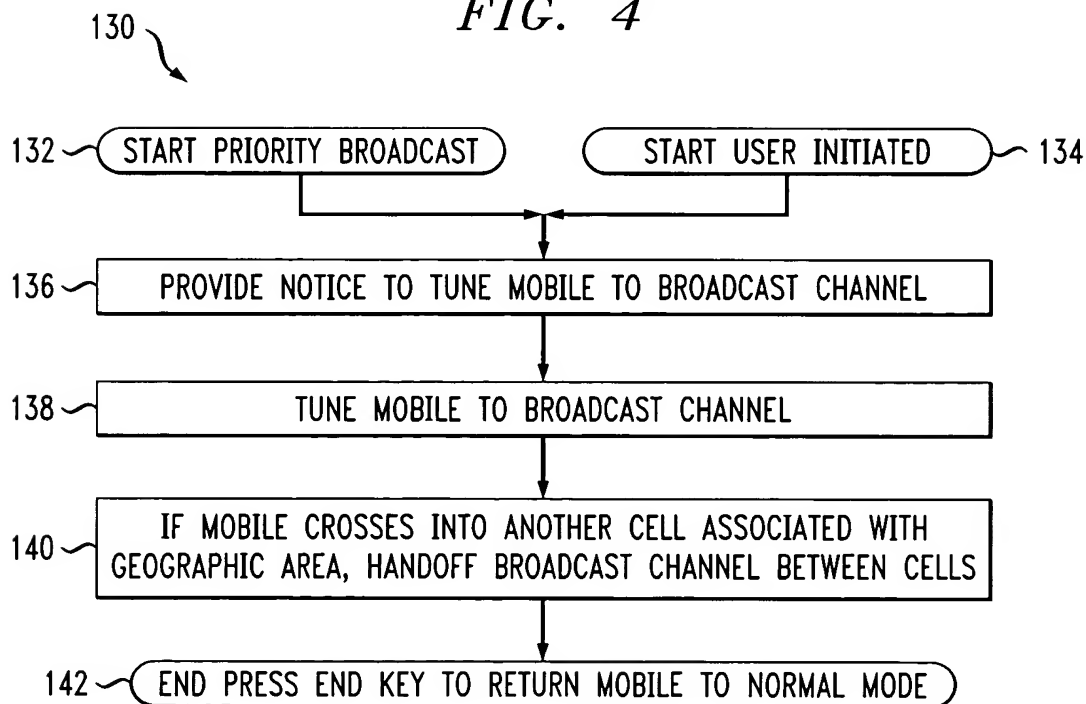 FIG. 4
130
132 START PRIORITY BROADCAST
START USER INITIATED 134
136 PROVIDE NOTICE TO TUNE MOBILE TO BROADCAST CHANNEL
138 TUNE MOBILE TO BROADCAST CHANNEL
140 IF MOBILE CROSSES INTO ANOTHER CELL ASSOCIATED WITH
GEOGRAPHIC AREA, HANDOFF BROADCAST CHANNEL BETWEEN CELLS
142 END PRESS END KEY TO RETURN MOBILE TO NORMAL MODE